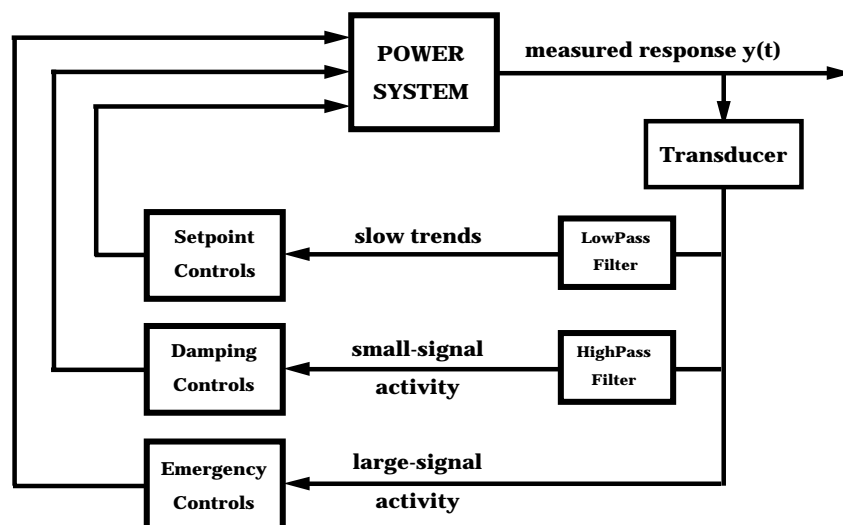 POWER
SYSTEM
measured response y(t)
Transducer
Setpoint
Controls
slow trends
LowPass
Filter
Damping
Controls
small-signal
activity
HighPass
Filter
Emergency
Controls
large-signal
activity